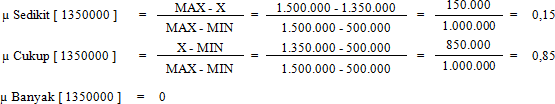 µ Sedikit [ 1350000 ] = MAX - X / MAX - MIN = 1.500.000 - 1.350.000 / 1.500.000 - 500.000 = 150.000 / 1.000.000 = 0,15
µ Cukup [ 1350000 ] = X - MIN / MAX - MIN = 1.350.000 - 500.000 / 1.500.000 - 500.000 = 850.000 / 1.000.000 = 0,85
µ Banyak [ 1350000 ] = 0